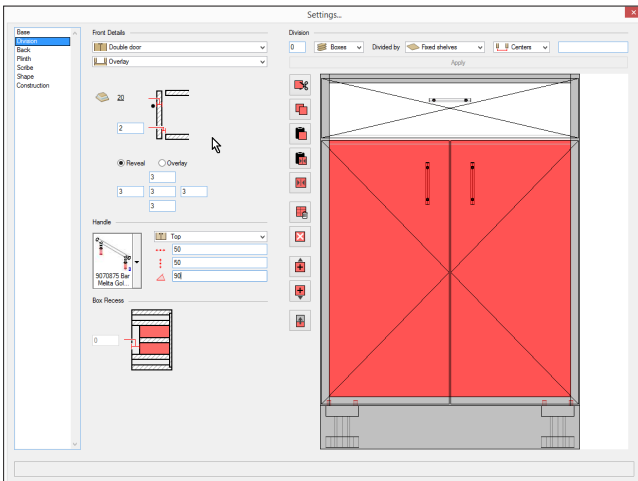 Settings...
Base
Division
Back
Plinth
Scribe
Shape
Construction
Front Details
Double door
Overlay
20
2
Reveal Overlay
3
3 3 3
3
Handle
9070875 Bar
Melita Gol...
Top
50
50
90
Box Recess
0
Division
0 Boxes Divided by Fixed shelves Centers
Apply